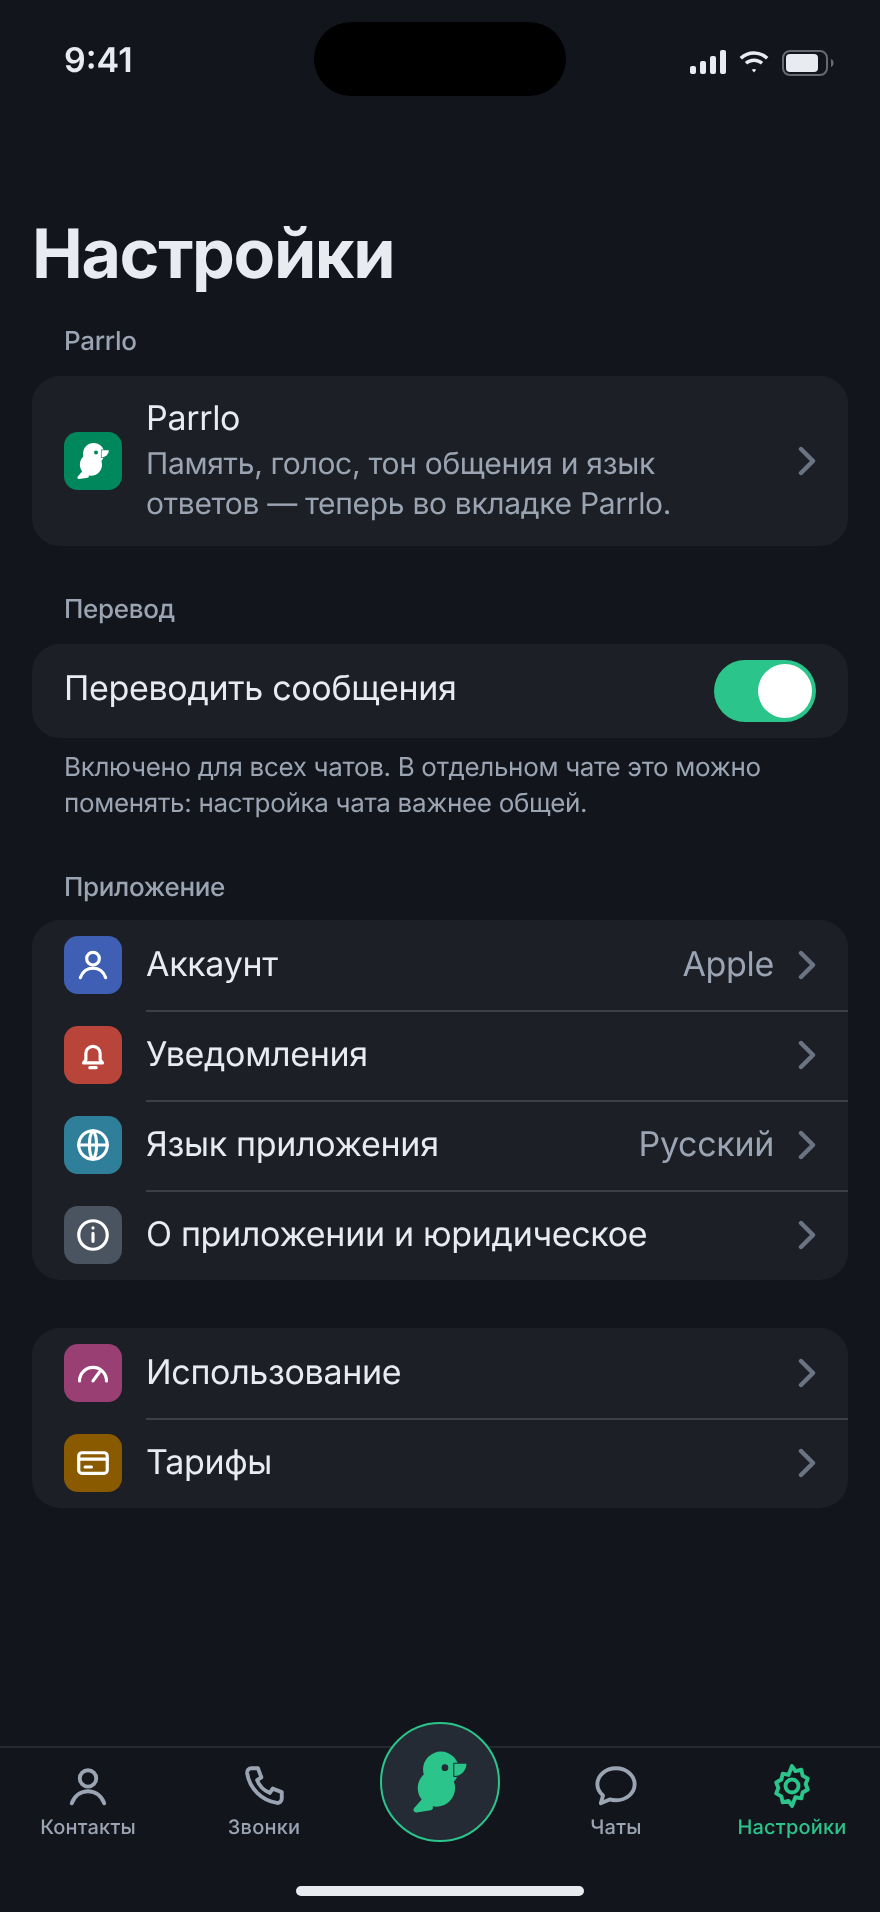 9:41
Настройки
Parrlo
Parrlo
Память, голос, тон общения и язык
ответов — теперь во вкладке Parrlo.
Перевод
Переводить сообщения
Включено для всех чатов. В отдельном чате это можно
поменять: настройка чата важнее общей.
Приложение
Аккаунт Apple
Уведомления
Язык приложения Русский
О приложении и юридическое
Использование
Тарифы
Контакты Звонки Чаты Настройки